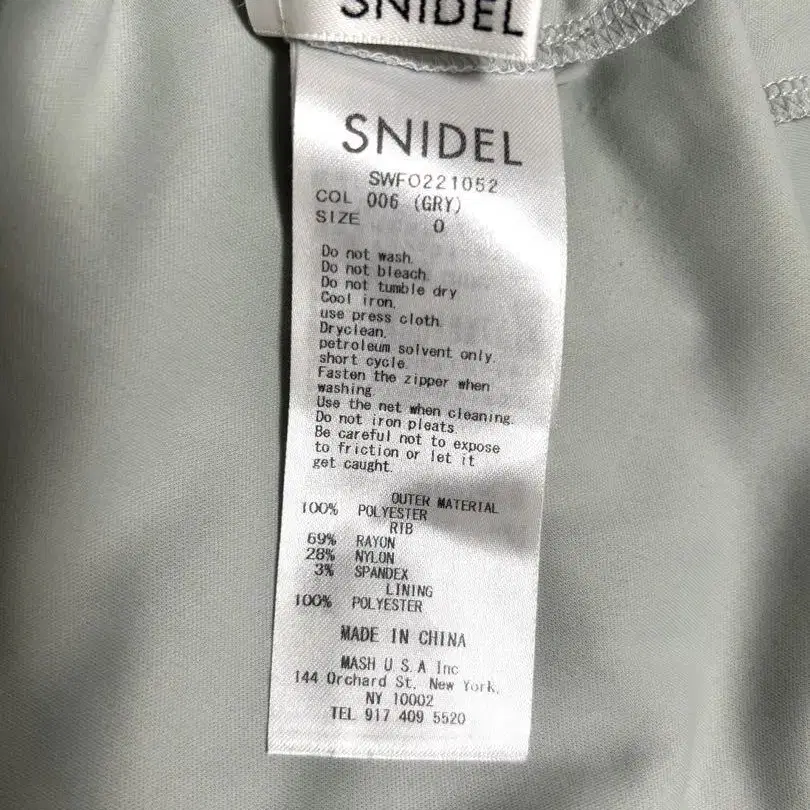 SNIDEL
SNIDEL
SWFO221052
COL 006 (GRY)
SIZE 0
Do not wash.
Do not bleach.
Do not tumble dry
Cool iron.
use press cloth.
Dryclean.
petroleum solvent only.
short cycle.
Fasten the zipper when
washing.
Use the net when cleaning.
Do not iron pleats.
Be careful not to expose
to friction or let it
get caught.
OUTER MATERIAL
100% POLYESTER
RIB
69% RAYON
28% NYLON
3% SPANDEX
LINING
100% POLYESTER
MADE IN CHINA
MASH U.S.A Inc
144 Orchard St. New York,
NY 10002
TEL 917 409 5520